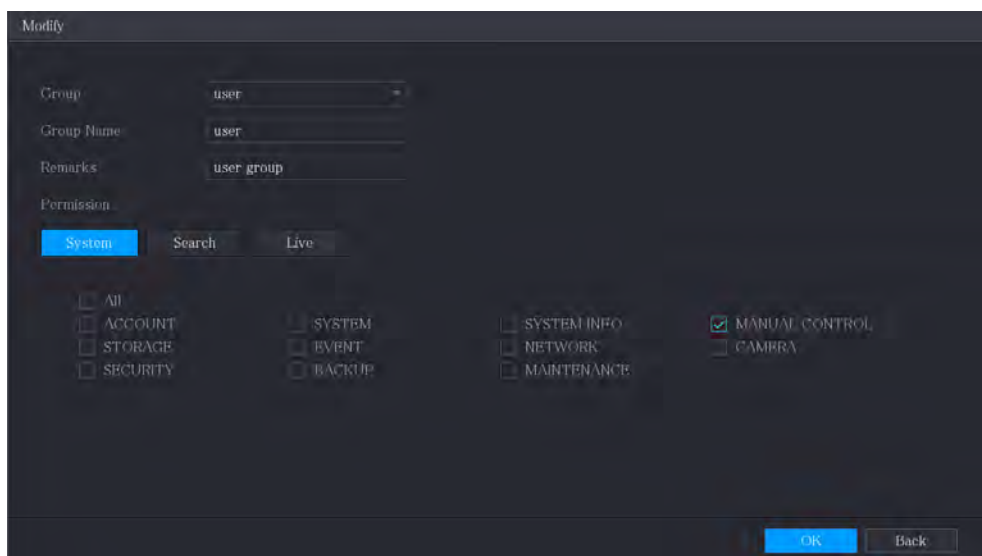 Modify
Group user
Group Name user
Remarks user group
Permission
System Search Live
All
ACCOUNT SYSTEM SYSTEM INFO MANUAL CONTROL
STORAGE EVENT NETWORK CAMERA
SECURITY BACKUP MAINTENANCE
OK Back